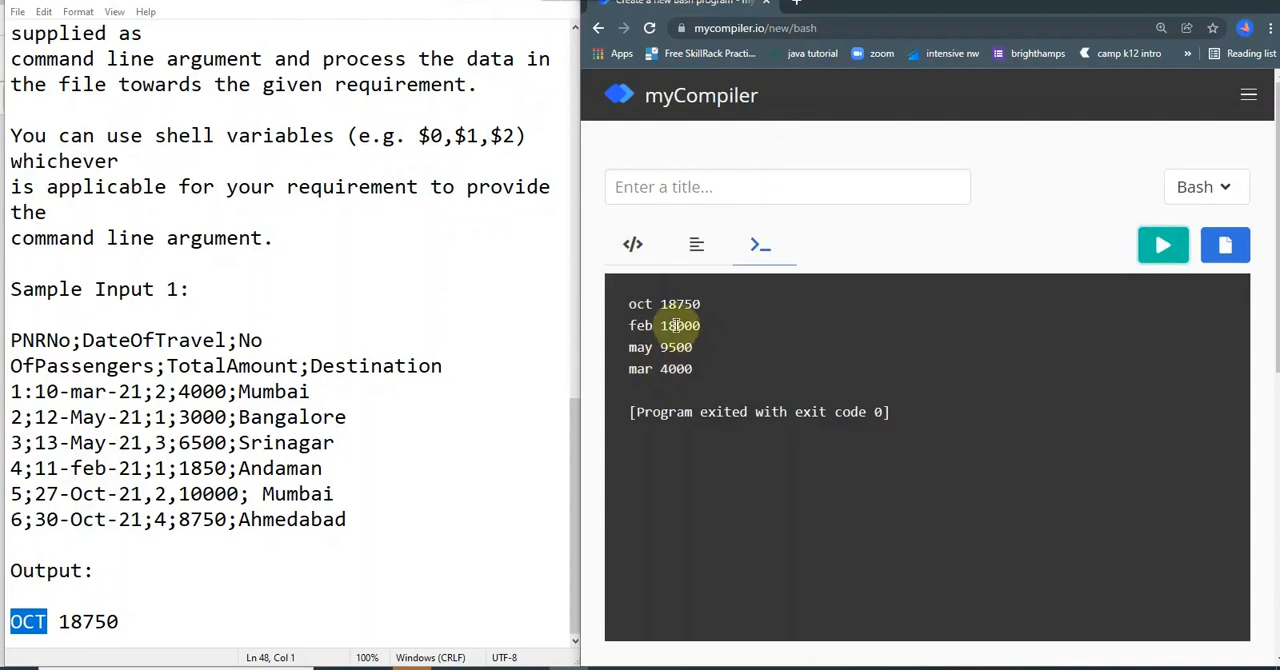 File Edit Format View Help
supplied as
command line argument and process the data in
the file towards the given requirement.
You can use shell variables (e.g. $0,$1,$2)
whichever
is applicable for your requirement to provide
the
command line argument.
Sample Input 1:
PNRNo;DateOfTravel;No
OfPassengers;TotalAmount;Destination
1:10-mar-21;2;4000;Mumbai
2;12-May-21;1;3000;Bangalore
3;13-May-21,3;6500;Srinagar
4;11-feb-21;1;1850;Andaman
5;27-Oct-21,2,10000; Mumbai
6;30-Oct-21;4;8750;Ahmedabad
Output:
OCT 18750
Ln 48, Col 1 100% Windows (CRLF) UTF-8
Create a new bash program - my
mycompiler.io/new/bash
Apps Free SkillRack Practi... java tutorial zoom intensive nw brighthamps camp k12 intro » Reading list
myCompiler
Enter a title... Bash
oct 18750
feb 18000
may 9500
mar 4000
[Program exited with exit code 0]